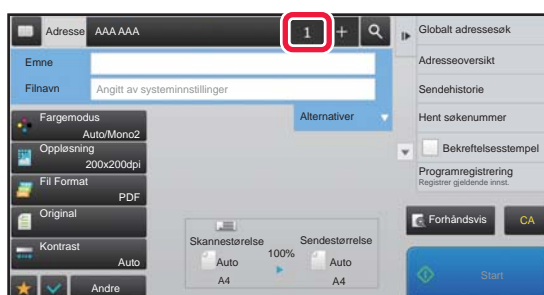 Adresse AAA AAA 1 +
Emne
Filnavn Angitt av systeminnstillinger
Fargemodus
Auto/Mono2
Oppløsning
200x200dpi
Fil Format
PDF
Original
Kontrast
Auto
Andre
Alternativer
Skannestørelse
Auto
A4
100%
Sendestørrelse
Auto
A4
Globalt adressesøk
Adresseoversikt
Sendehistorie
Hent søkenummer
Bekreftelsesstempel
Programregistrering
Registrer gjeldende innst.
Forhåndsvis
CA
Start